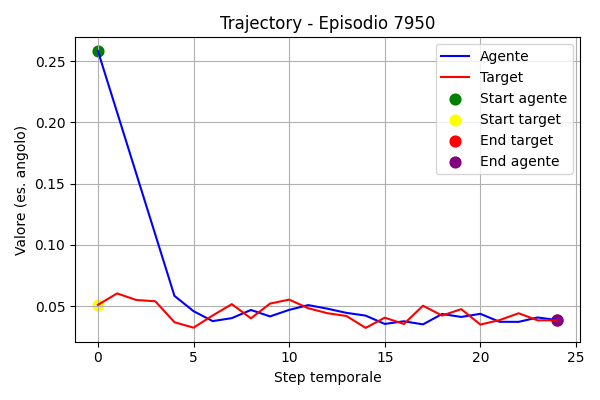 Trajectory - Episodio 7950
Valore (es. angolo)
0.25
0.20
0.15
0.10
0.05
0
5
10
15
20
25
Step temporale
Agente
Target
Start agente
Start target
End target
End agente